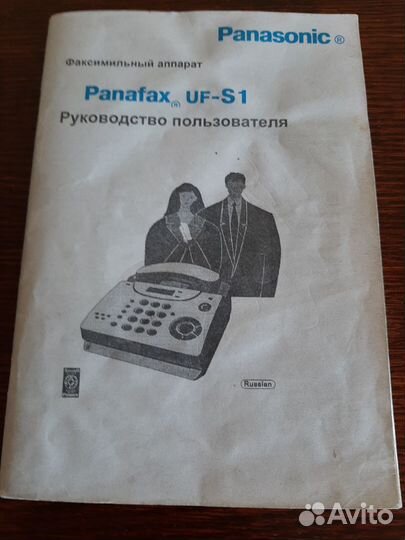 Panasonic ®
Факсимильный аппарат
Panafax ® UF-S1
Руководство пользователя
Russian
Avito